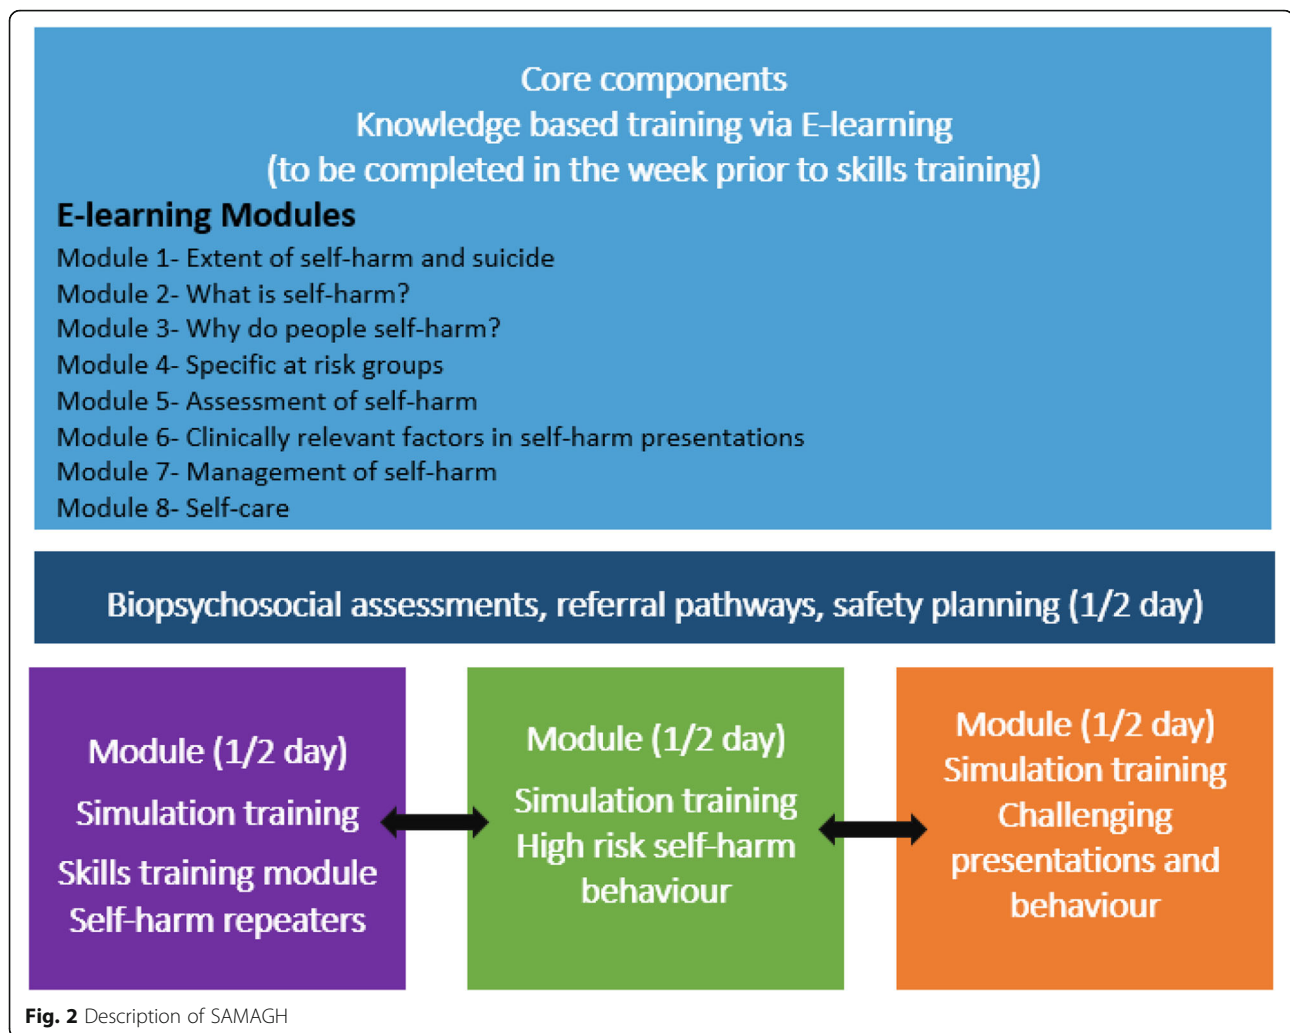 Core components
Knowledge based training via E-learning
(to be completed in the week prior to skills training)
E-learning Modules
Module 1- Extent of self-harm and suicide
Module 2- What is self-harm?
Module 3- Why do people self-harm?
Module 4- Specific at risk groups
Module 5- Assessment of self-harm
Module 6- Clinically relevant factors in self-harm presentations
Module 7- Management of self-harm
Module 8- Self-care
Biopsychosocial assessments, referral pathways, safety planning (1/2 day)
Module (1/2 day)
Simulation training
Skills training module
Self-harm repeaters
Module (1/2 day)
Simulation training
High risk self-harm
behaviour
Module (1/2 day)
Simulation training
Challenging
presentations and
behaviour
Fig. 2 Description of SAMAGH